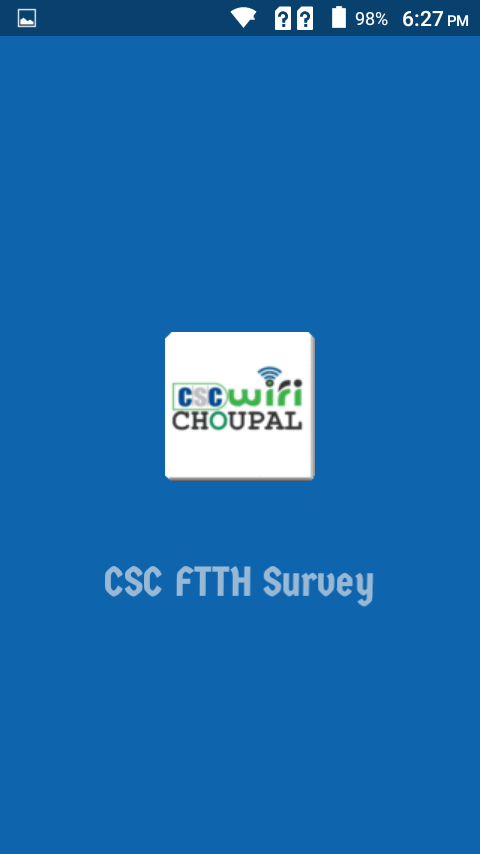 98% 6:27 PM
CSC wifi
CHOUPAL
CSC FTTH Survey